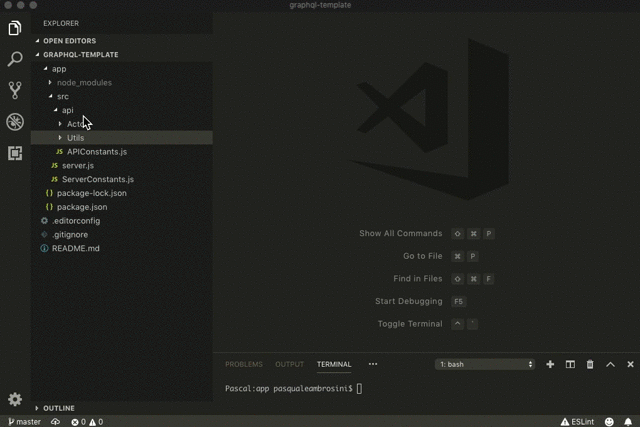 graphql-template
EXPLORER
OPEN EDITORS
GRAPHQL-TEMPLATE
app
node_modules
src
api
Utils
JS APIConstants.js
JS server.js
JS ServerConstants.js
{ } package-lock.json
{ } package.json
.editorconfig
.gitignore
README.md
OUTLINE
Show All Commands ⇧ ⌘ P
Go to File ⌘ P
Find in Files ⇧ ⌘ F
Start Debugging F5
Toggle Terminal ^ `
PROBLEMS OUTPUT TERMINAL ••• 1: bash
Pascal:app pasqualeambrosini$
master 0 0 ESLint